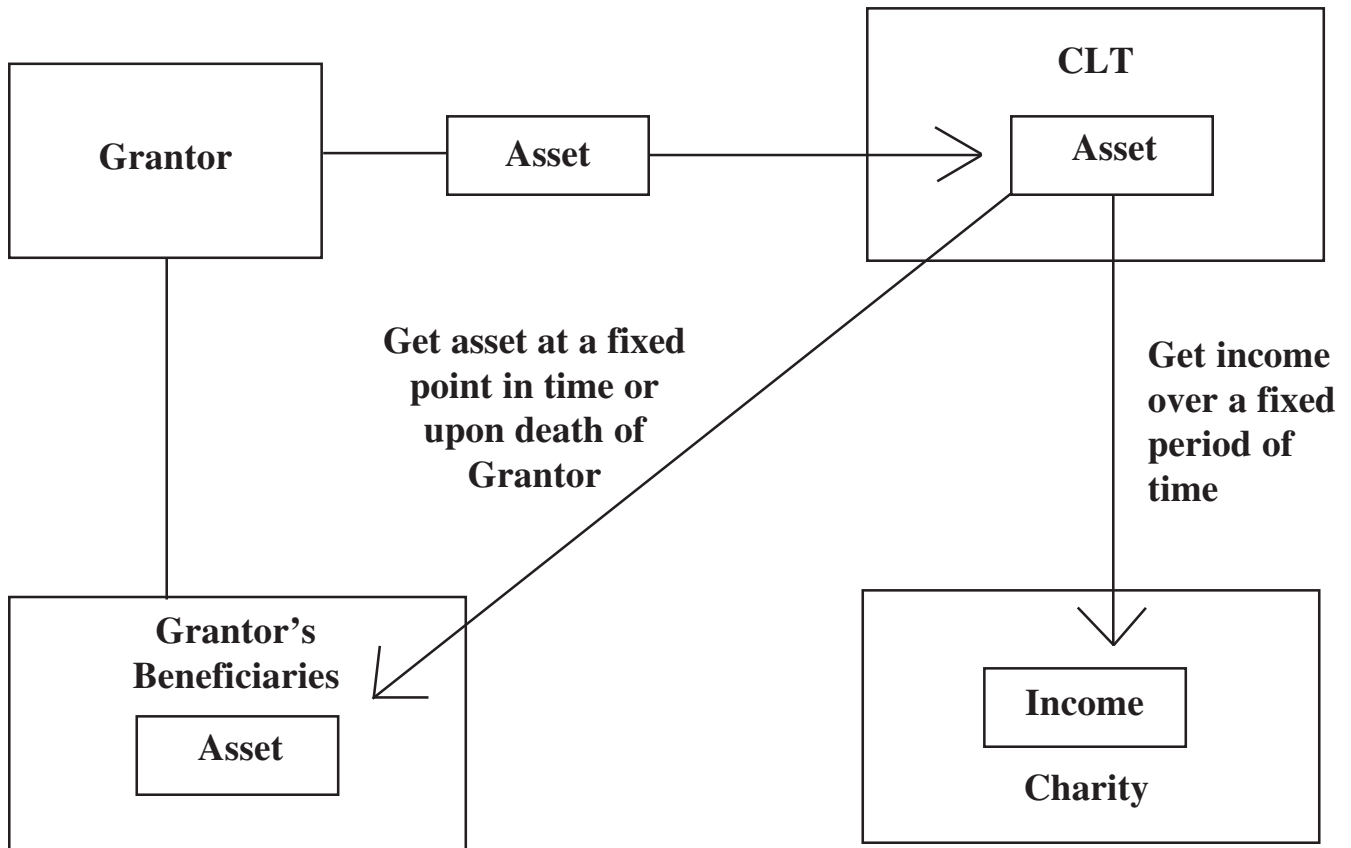 CLT
Grantor
Asset
Asset
Get asset at a fixed
point in time or
upon death of
Grantor
Get income
over a fixed
period of
time
Grantor’s
Beneficiaries
Asset
Income
Charity